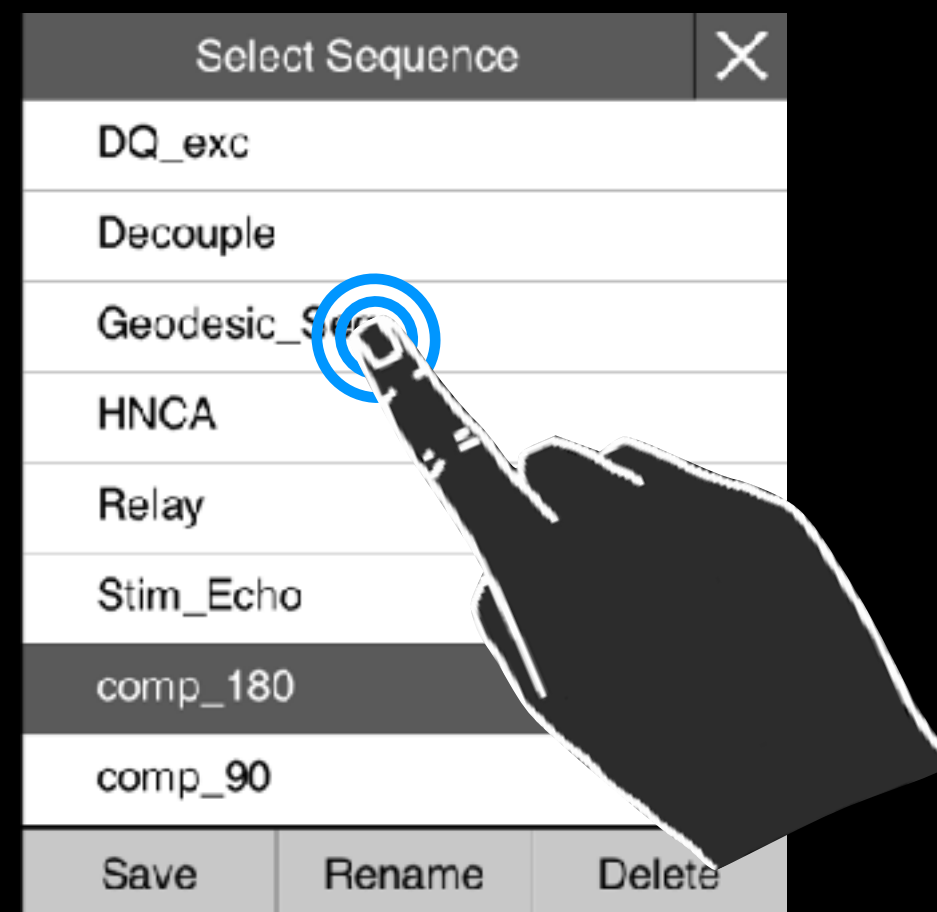 Select Sequence
DQ_exc
Decouple
HNCA
Relay
Stim_Echo
comp_180
comp_90
Save Rename Delete